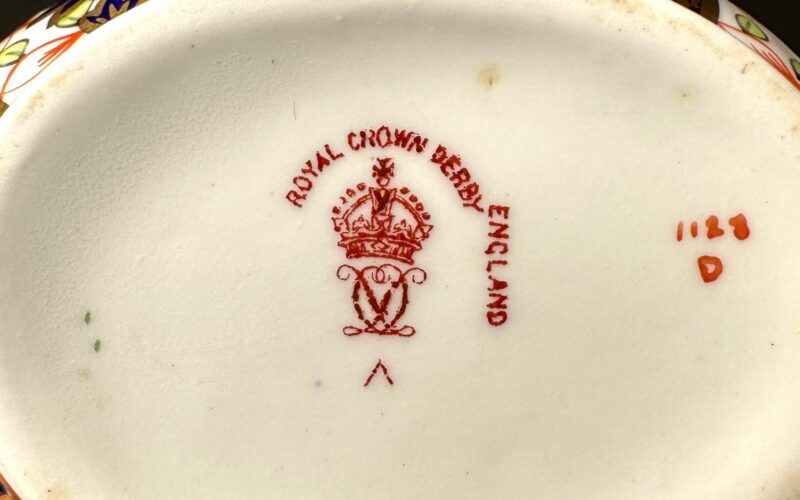 ROYAL CROWN DERBY
ENGLAND
1128
D